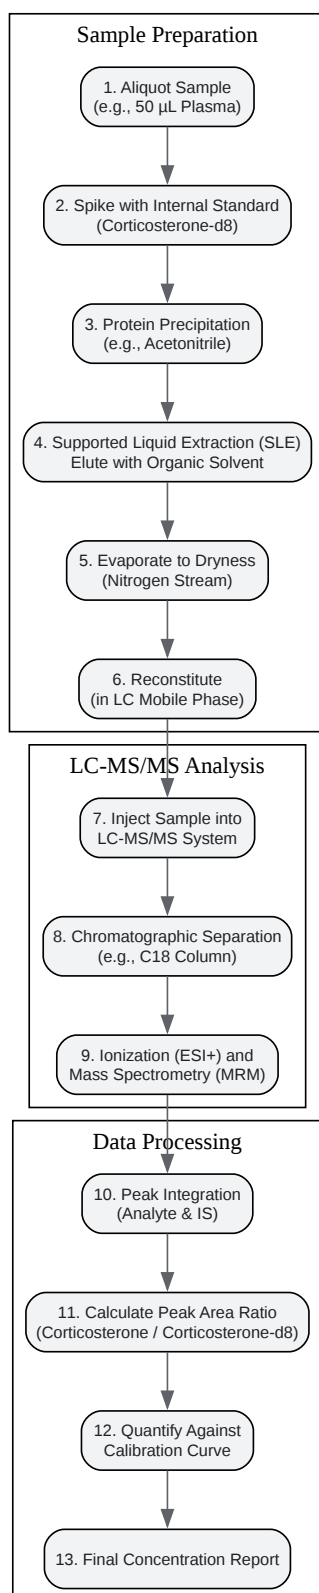 Sample Preparation
1. Aliquot Sample
(e.g., 50 µL Plasma)
2. Spike with Internal Standard
(Corticosterone-d8)
3. Protein Precipitation
(e.g., Acetonitrile)
4. Supported Liquid Extraction (SLE)
Elute with Organic Solvent
5. Evaporate to Dryness
(Nitrogen Stream)
6. Reconstitute
(in LC Mobile Phase)
LC-MS/MS Analysis
7. Inject Sample into
LC-MS/MS System
8. Chromatographic Separation
(e.g., C18 Column)
9. Ionization (ESI+) and
Mass Spectrometry (MRM)
Data Processing
10. Peak Integration
(Analyte & IS)
11. Calculate Peak Area Ratio
(Corticosterone / Corticosterone-d8)
12. Quantify Against
Calibration Curve
13. Final Concentration Report